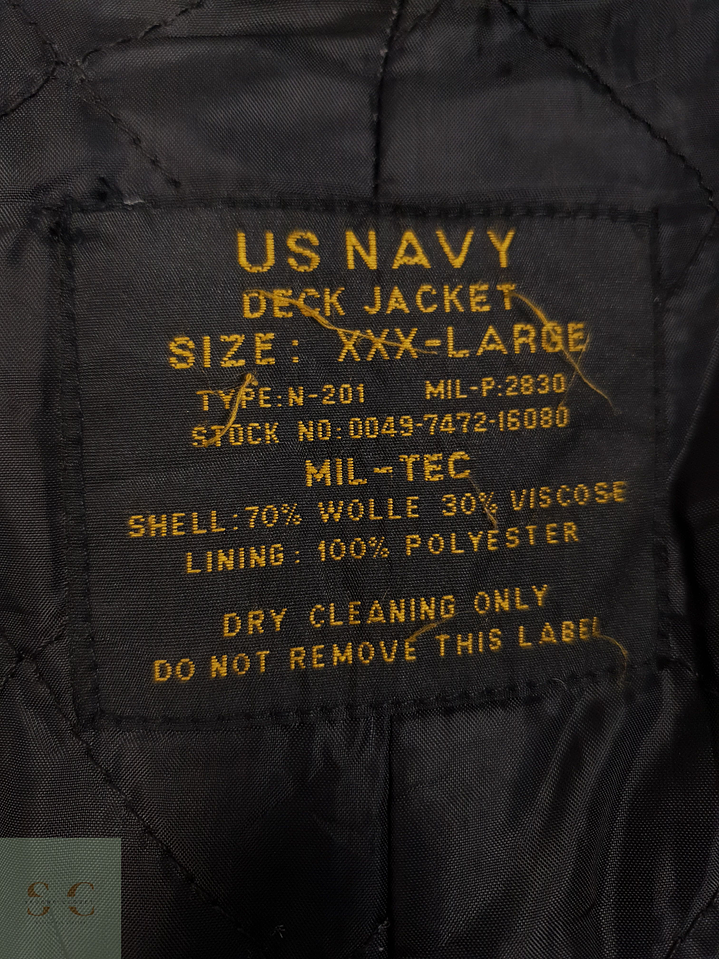 US NAVY
DECK JACKET
SIZE: XXX-LARGE
TYPE:N-201 MIL-P:2830
STOCK NO:0049-7472-16080
MIL-TEC
SHELL:70% WOLLE 30% VISCOSE
LINING: 100% POLYESTER
DRY CLEANING ONLY
DO NOT REMOVE THIS LABEL
S C